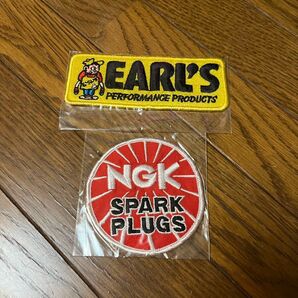 EARL'S
PERFORMANCE PRODUCTS
NGK
SPARK
PLUGS